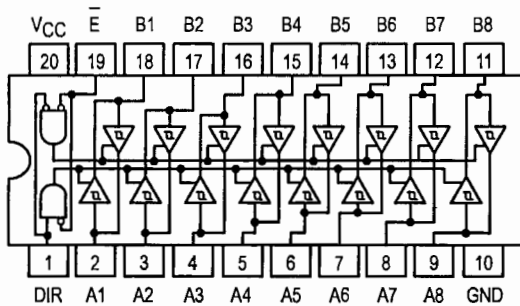 VCC E̅ B1 B2 B3 B4 B5 B6 B7 B8
20 19 18 17 16 15 14 13 12 11
1 2 3 4 5 6 7 8 9 10
DIR A1 A2 A3 A4 A5 A6 A7 A8 GND